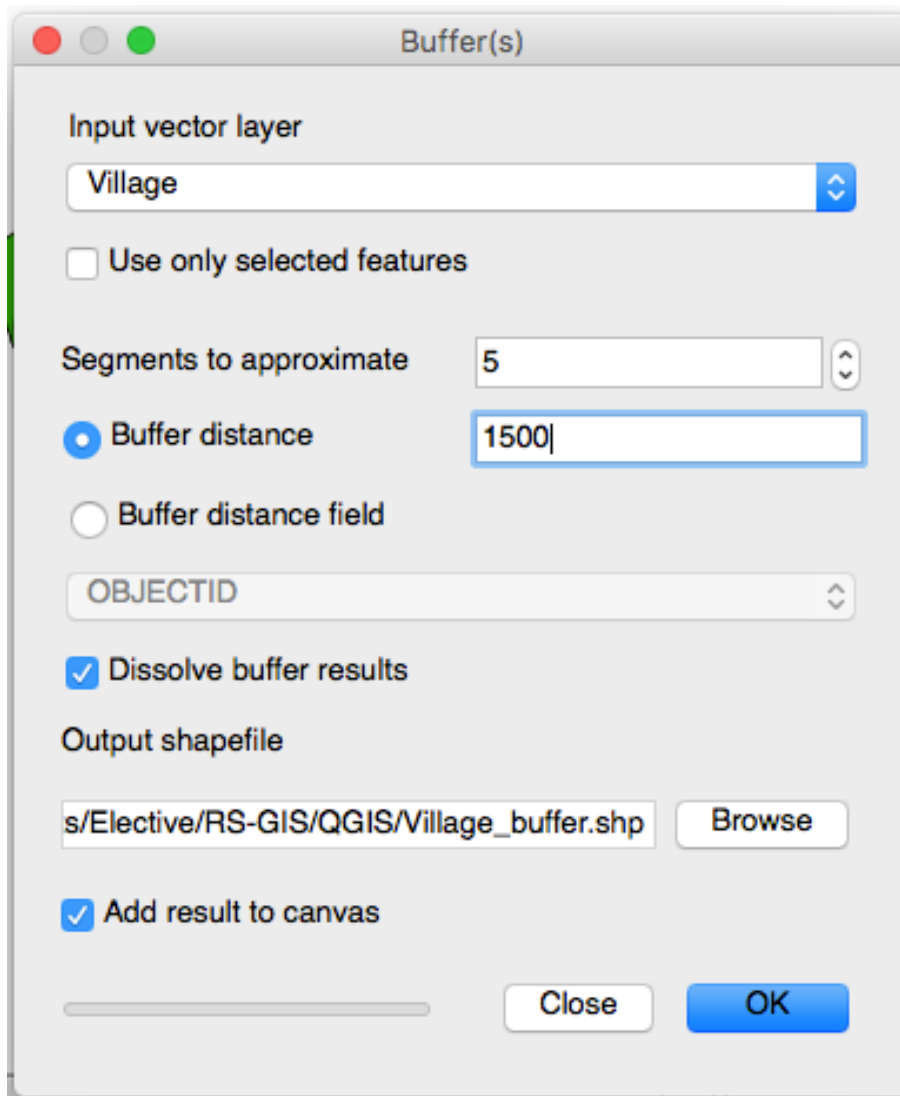 Buffer(s)
Input vector layer
Village
Use only selected features
Segments to approximate 5
Buffer distance 1500
Buffer distance field
OBJECTID
Dissolve buffer results
Output shapefile
s/Elective/RS-GIS/QGIS/Village_buffer.shp Browse
Add result to canvas
Close OK